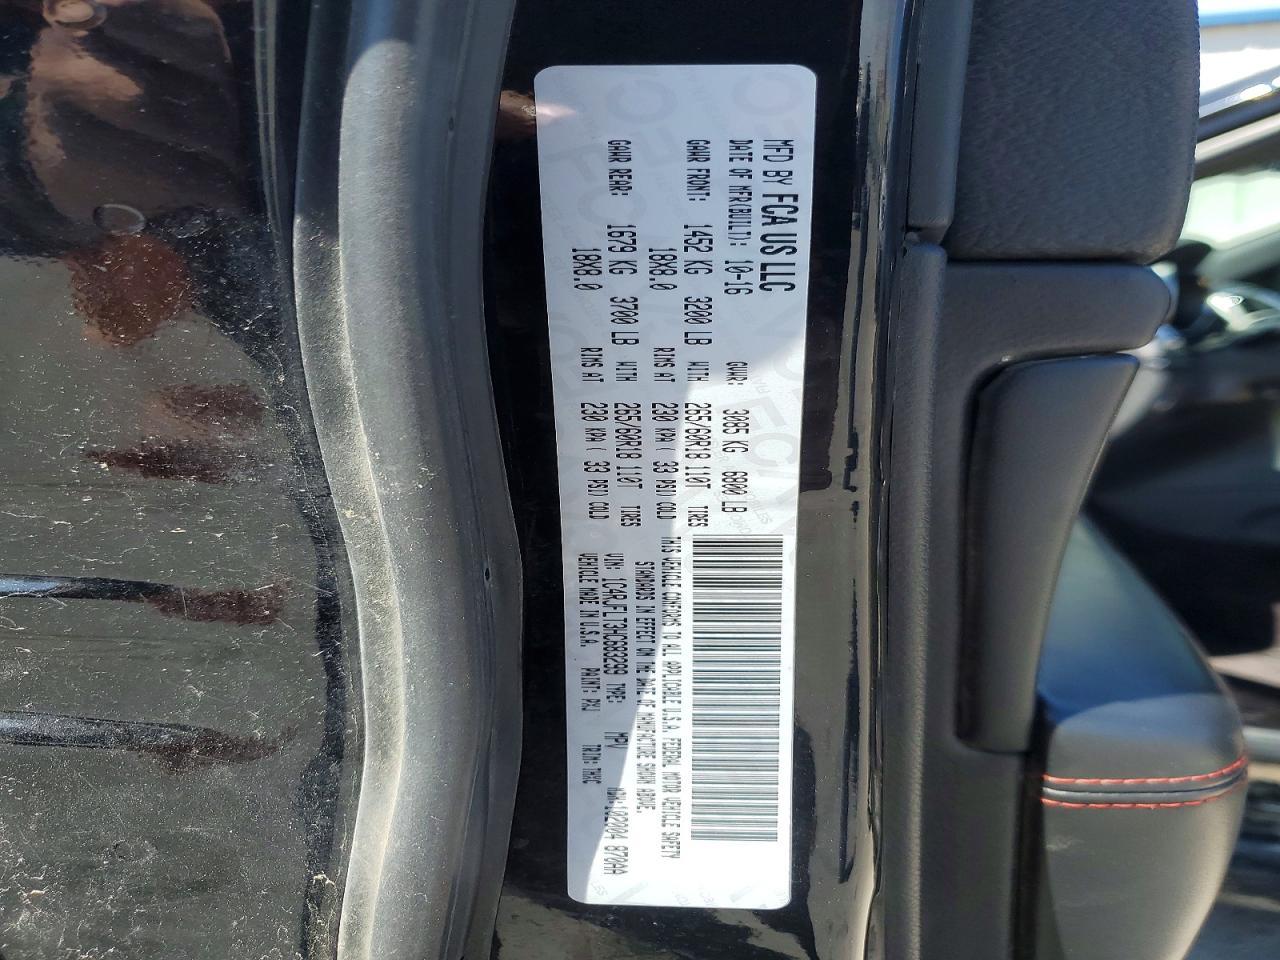 MFD BY FCA US LLC
DATE OF MFR(BUILT): 10-16 GVWR: 3085 KG 6800 LB
GAWR FRONT: 1452 KG 3200 LB WITH 265/60R18 110T TIRES
18X8.0 RIMS AT 230 KPA ( 33 PSI) COLD
GAWR REAR: 1679 KG 3700 LB WITH 265/60R18 110T TIRES
18X8.0 RIMS AT 230 KPA ( 33 PSI) COLD
THIS VEHICLE CONFORMS TO ALL APPLICABLE U.S.A. FEDERAL MOTOR VEHICLE SAFETY
STANDARDS IN EFFECT ON THE DATE OF MANUFACTURE SHOWN ABOVE.
VIN: TYPE: MPV 870AA
VEHICLE MADE IN U.S.A. PAINT: PXJ TRIM: